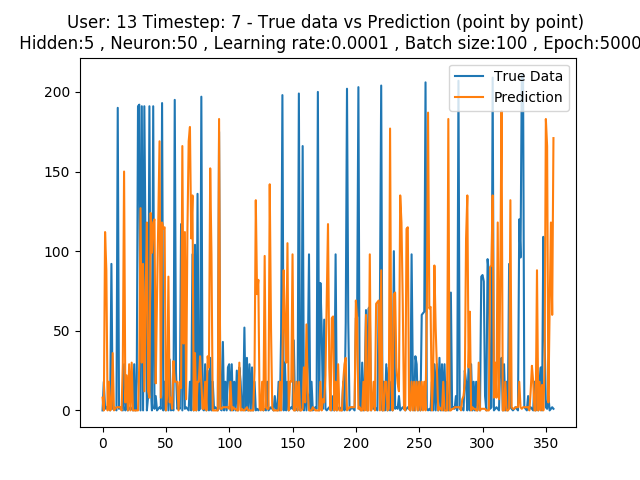 User: 13 Timestep: 7 - True data vs Prediction (point by point)
Hidden:5 , Neuron:50 , Learning rate:0.0001 , Batch size:100 , Epoch:5000
True Data
Prediction
200
150
100
50
0
0 50 100 150 200 250 300 350